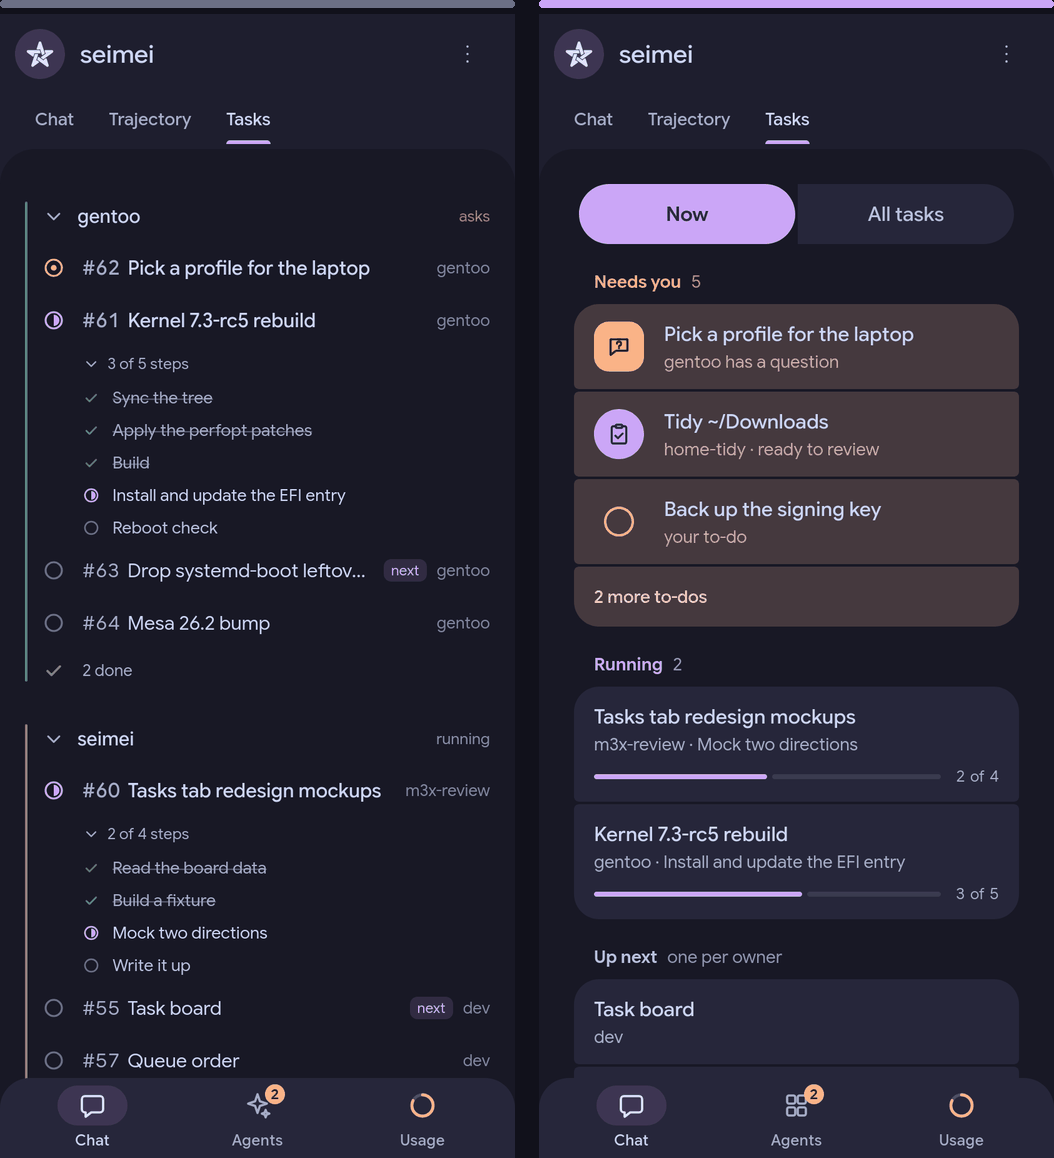 seimei
Chat Trajectory Tasks
gentoo asks
#62 Pick a profile for the laptop gentoo
#61 Kernel 7.3-rc5 rebuild gentoo
3 of 5 steps
Sync the tree
Apply the perfopt patches
Build
Install and update the EFI entry
Reboot check
#63 Drop systemd-boot leftov... next gentoo
#64 Mesa 26.2 bump gentoo
2 done
seimei running
#60 Tasks tab redesign mockups m3x-review
2 of 4 steps
Read the board data
Build a fixture
Mock two directions
Write it up
#55 Task board next dev
#57 Queue order dev
2
Chat Agents Usage
seimei
Chat Trajectory Tasks
Now All tasks
Needs you 5
Pick a profile for the laptop
gentoo has a question
Tidy ~/Downloads
home-tidy · ready to review
Back up the signing key
your to-do
2 more to-dos
Running 2
Tasks tab redesign mockups
m3x-review · Mock two directions
2 of 4
Kernel 7.3-rc5 rebuild
gentoo · Install and update the EFI entry
3 of 5
Up next one per owner
Task board
dev
2
Chat Agents Usage